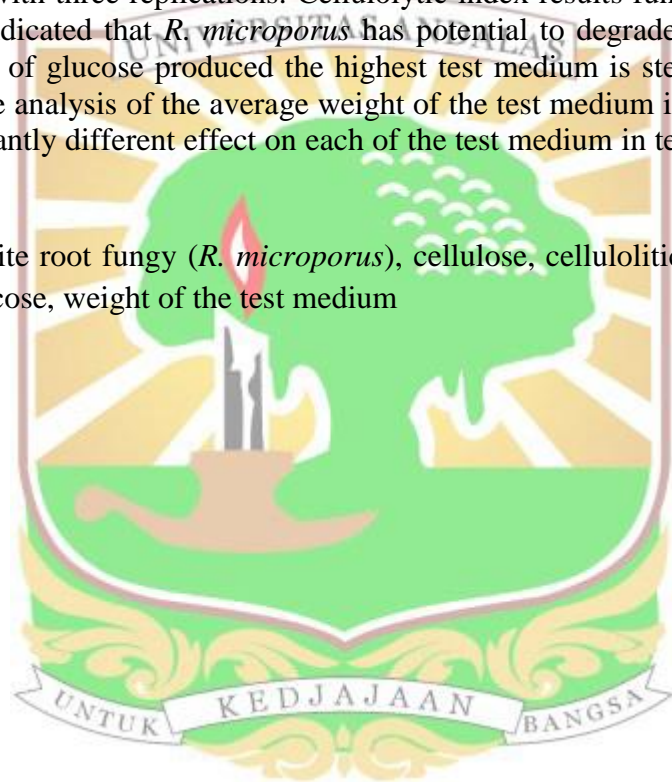 with three replications. Cellulolytic index results fun
dicated that R. microporus has potential to degrade
UNIVERSITAS ANDALAS
of glucose produced the highest test medium is ste
e analysis of the average weight of the test medium i
antly different effect on each of the test medium in te
ite root fungy (R. microporus), cellulose, celluloliti
cose, weight of the test medium
UNTUK KEDJAJAAN BANGSA